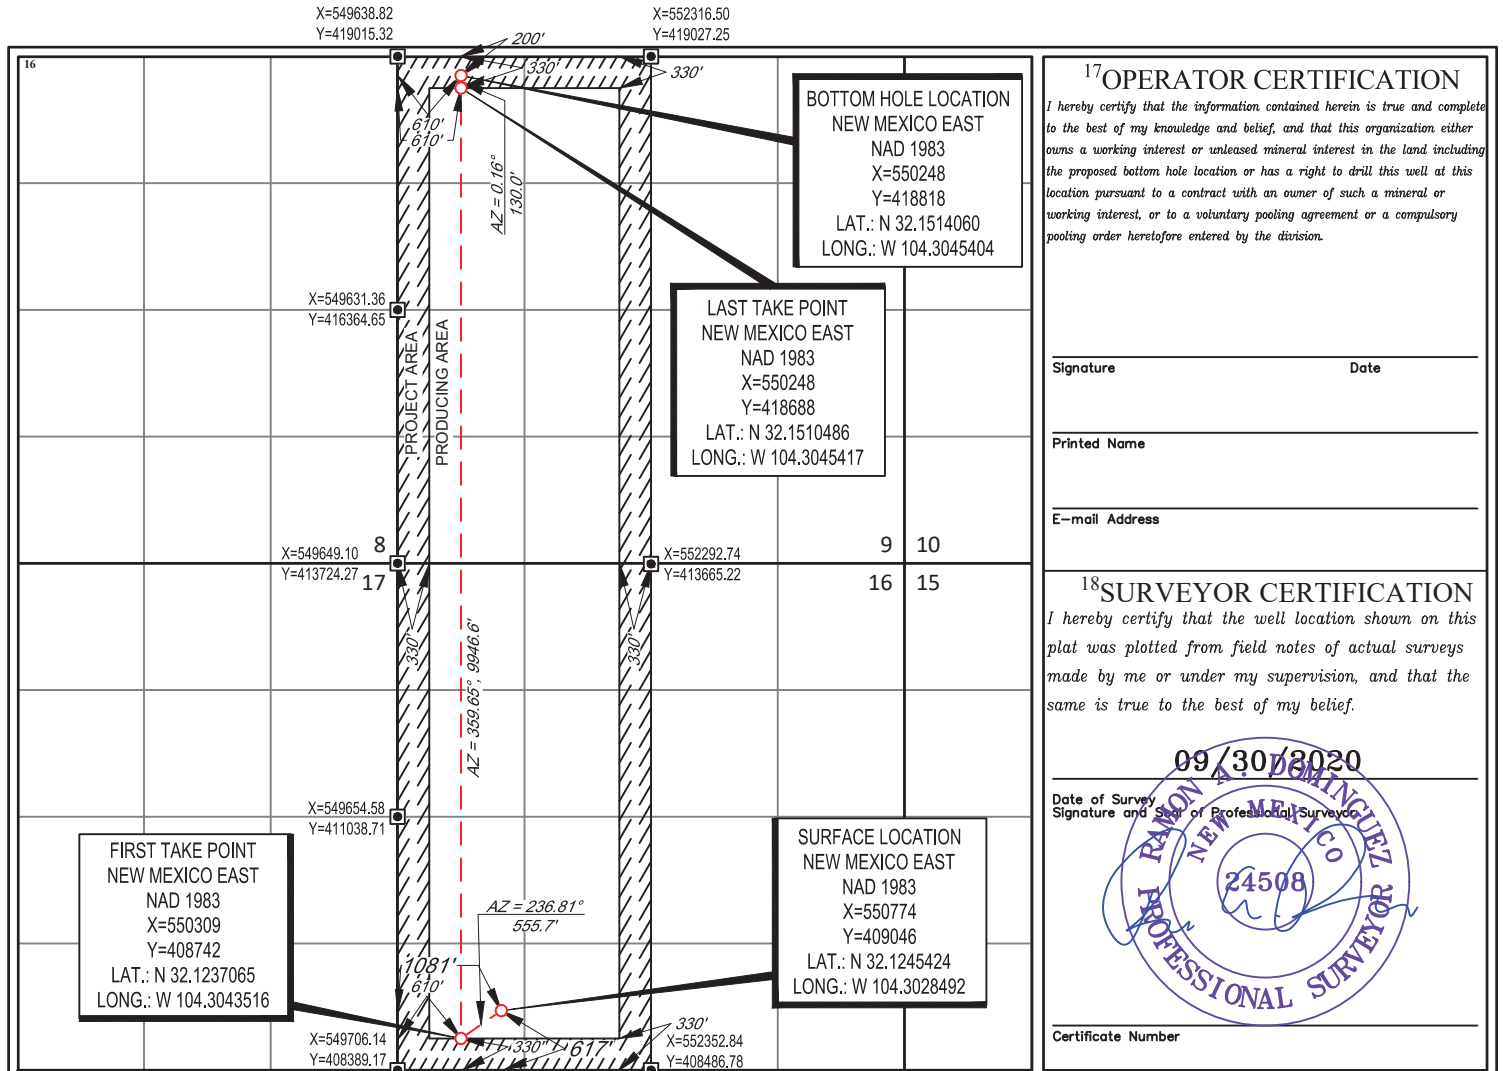 X=549638.82
Y=419015.32
X=552316.50
Y=419027.25
16
200'
330'
330'
610'
610'
AZ = 0.16°
130.0'
BOTTOM HOLE LOCATION
NEW MEXICO EAST
NAD 1983
X=550248
Y=418818
LAT.: N 32.1514060
LONG.: W 104.3045404
LAST TAKE POINT
NEW MEXICO EAST
NAD 1983
X=550248
Y=418688
LAT.: N 32.1510486
LONG.: W 104.3045417
X=549631.36
Y=416364.65
PROJECT AREA
PRODUCING AREA
X=549649.10
Y=413724.27
8
17
X=552292.74
Y=413665.22
9
10
16
15
330'
330'
AZ = 359.65°, 9946.6'
X=549654.58
Y=411038.71
FIRST TAKE POINT
NEW MEXICO EAST
NAD 1983
X=550309
Y=408742
LAT.: N 32.1237065
LONG.: W 104.3043516
AZ = 236.81°
555.7'
SURFACE LOCATION
NEW MEXICO EAST
NAD 1983
X=550774
Y=409046
LAT.: N 32.1245424
LONG.: W 104.3028492
1081'
610'
X=549706.14
Y=408389.17
330"
617'
330'
X=552352.84
Y=408486.78
17OPERATOR CERTIFICATION
I hereby certify that the information contained herein is true and complete
to the best of my knowledge and belief, and that this organization either
owns a working interest or unleased mineral interest in the land including
the proposed bottom hole location or has a right to drill this well at this
location pursuant to a contract with an owner of such a mineral or
working interest, or to a voluntary pooling agreement or a compulsory
pooling order heretofore entered by the division.
Signature Date
Printed Name
E-mail Address
18SURVEYOR CERTIFICATION
I hereby certify that the well location shown on this
plat was plotted from field notes of actual surveys
made by me or under my supervision, and that the
same is true to the best of my belief.
09/30/2020
Date of Survey
Signature and Seal of Professional Surveyor
RAMON A. DOMINGUEZ
NEW MEXICO
24508
PROFESSIONAL SURVEYOR
Certificate Number